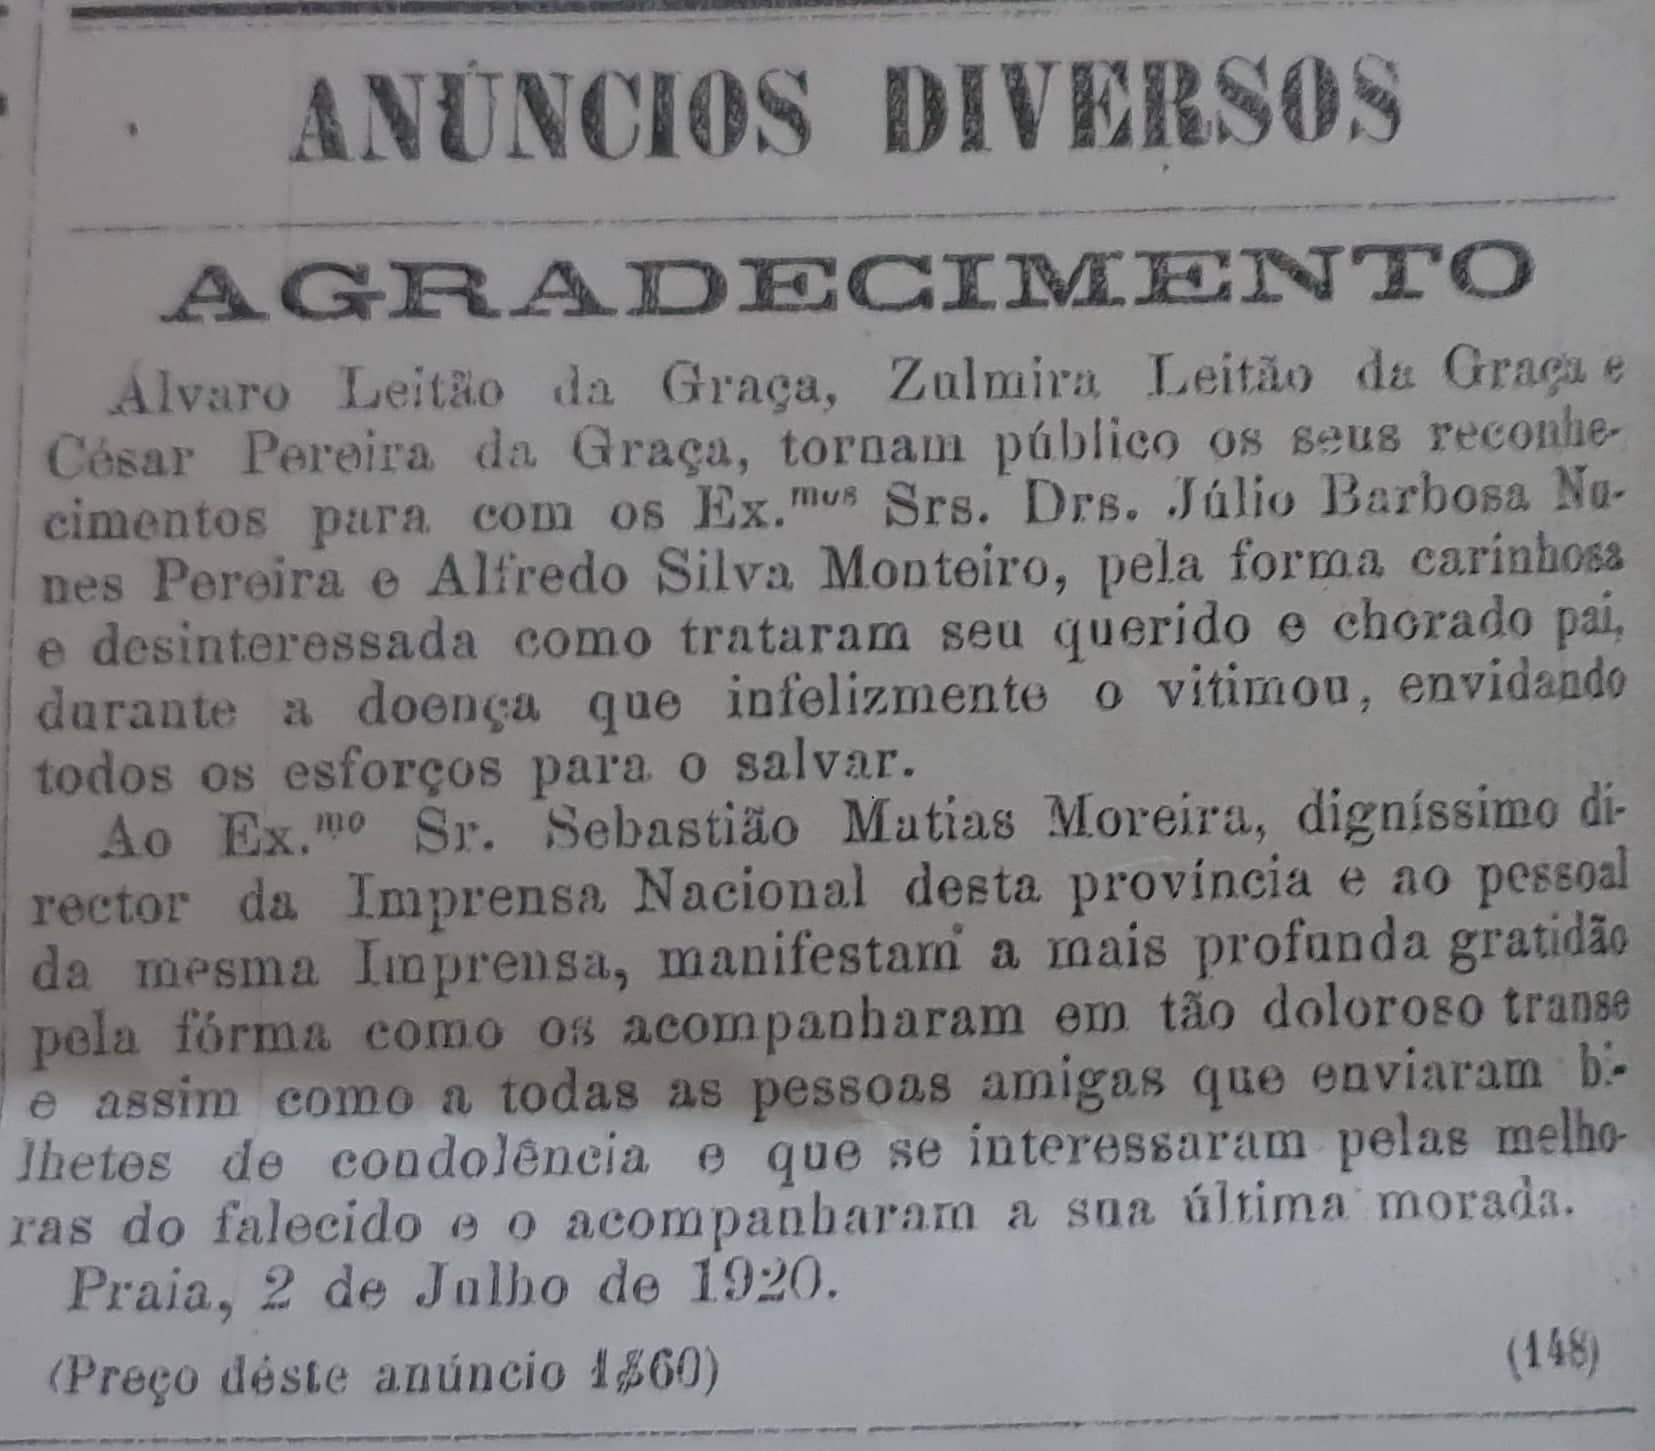 ANÚNCIOS DIVERSOS
AGRADECIMENTO
Álvaro Leitão da Graça, Zulmira Leitão da Graça e
César Pereira da Graça, tornam público os seus reconhe-
cimentos para com os Ex.mos Srs. Drs. Júlio Barbosa Nu-
nes Pereira e Alfredo Silva Monteiro, pela forma carinhosa
e desinteressada como trataram seu querido e chorado pai,
durante a doença que infelizmente o vitimou, envidando
todos os esforços para o salvar.
Ao Ex.mo Sr. Sebastião Matias Moreira, digníssimo di-
rector da Imprensa Nacional desta província e ao pessoal
da mesma Imprensa, manifestam a mais profunda gratidão
pela fórma como os acompanharam em tão doloroso transe
e assim como a todas as pessoas amigas que enviaram bi-
lhetes de condolência e que se interessaram pelas melho-
ras do falecido e o acompanharam a sua última morada.
Praia, 2 de Julho de 1920.
(Preço dêste anúncio 1$60)
(148)